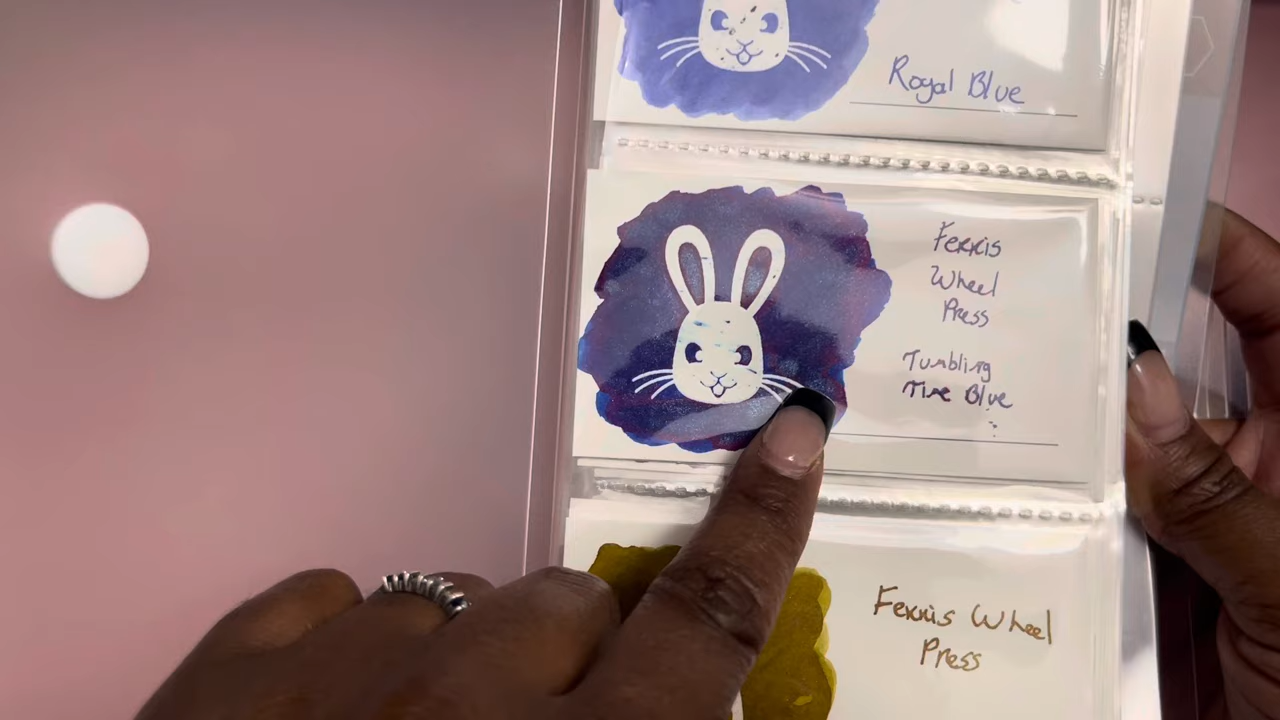 Royal Blue
Ferris
Wheel
Press
Tumbling
Time Blue
Ferris Wheel
Press